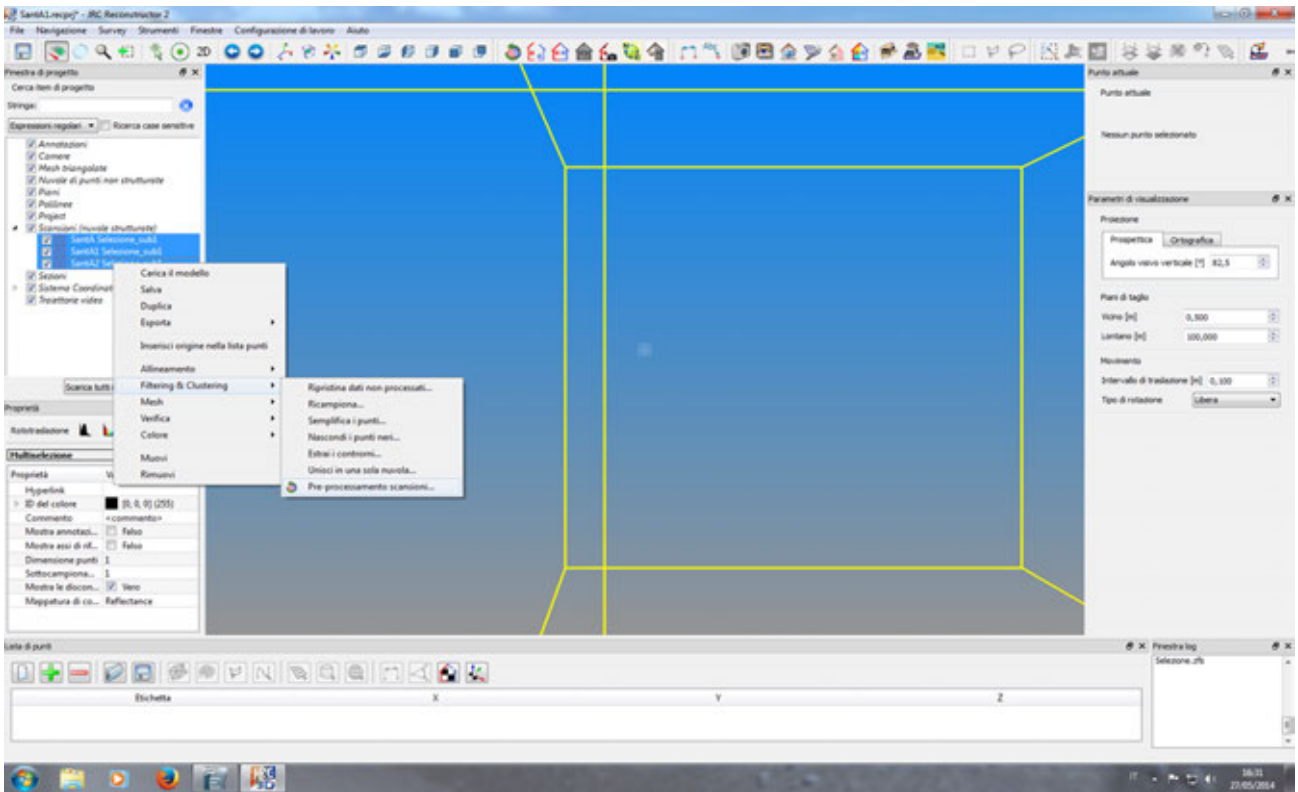 SantA1.recprj* - JRC Reconstructor 2
File Navigazione Survey Strumenti Finestre Configurazione di lavoro Aiuto
2D
Finestra di progetto
Cerca item di progetto
Stringa:
Espressioni regolari Ricerca case sensitive
Annotazioni
Camere
Mesh triangolate
Nuvole di punti non strutturate
Piani
Polilinee
Project
Scansioni (nuvole strutturate)
SantA Selezione_sub1
SantA1 Selezione_sub1
SantA2 Selezione_sub1
Sezioni
Sistema Coordinat
Traiettorie video
Scarica tutti i
Carica il modello
Salva
Duplica
Esporta
Inserisci origine nella lista punti
Allineamento
Filtering & Clustering
Mesh
Verifica
Colore
Muovi
Rimuovi
Ripristina dati non processati...
Ricampiona...
Semplifica i punti...
Nascondi i punti neri...
Estrai i contorni...
Unisci in una sola nuvola...
Pre-processamento scansioni...
Proprietà
Rototraslazione
Multiselezione
Proprietà
Hyperlink
ID del colore [0, 0, 0] (255)
Commento <commento>
Mostra annotazi... Falso
Mostra assi di rif... Falso
Dimensione punti 1
Sottocampiona... 1
Mostra le discon... Vero
Mappatura di co... Reflectance
Punto attuale
Punto attuale
Nessun punto selezionato
Parametri di visualizzazione
Proiezione
Prospettica Ortografica
Angolo visivo verticale [°] 82,5
Piani di taglio
Vicino [m] 0,500
Lontano [m] 100,000
Movimento
Intervallo di traslazione [m] 0,100
Tipo di rotazione Libera
Lista di punti
Etichetta X Y Z
Finestra log
Selezione.zfs
IT
16:31
27/05/2014